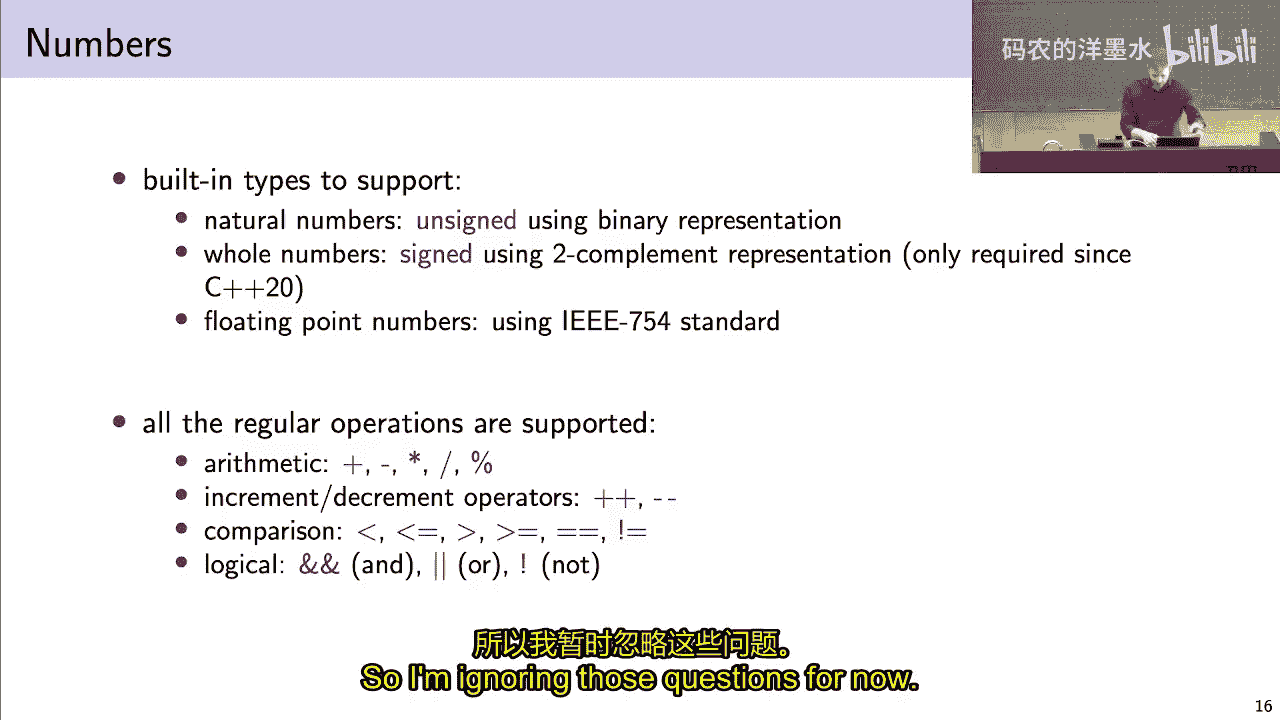 Numbers
码农的洋墨水 bilibili
built-in types to support:
natural numbers: unsigned using binary representation
whole numbers: signed using 2-complement representation (only required since
C++20)
floating point numbers: using IEEE-754 standard
all the regular operations are supported:
arithmetic: +, -, *, /, %
increment/decrement operators: ++, --
comparison: <, <=, >, >=, ==, !=
logical: && (and), || (or), ! (not)
所以我暂时忽略这些问题。
So I'm ignoring those questions for now.
16